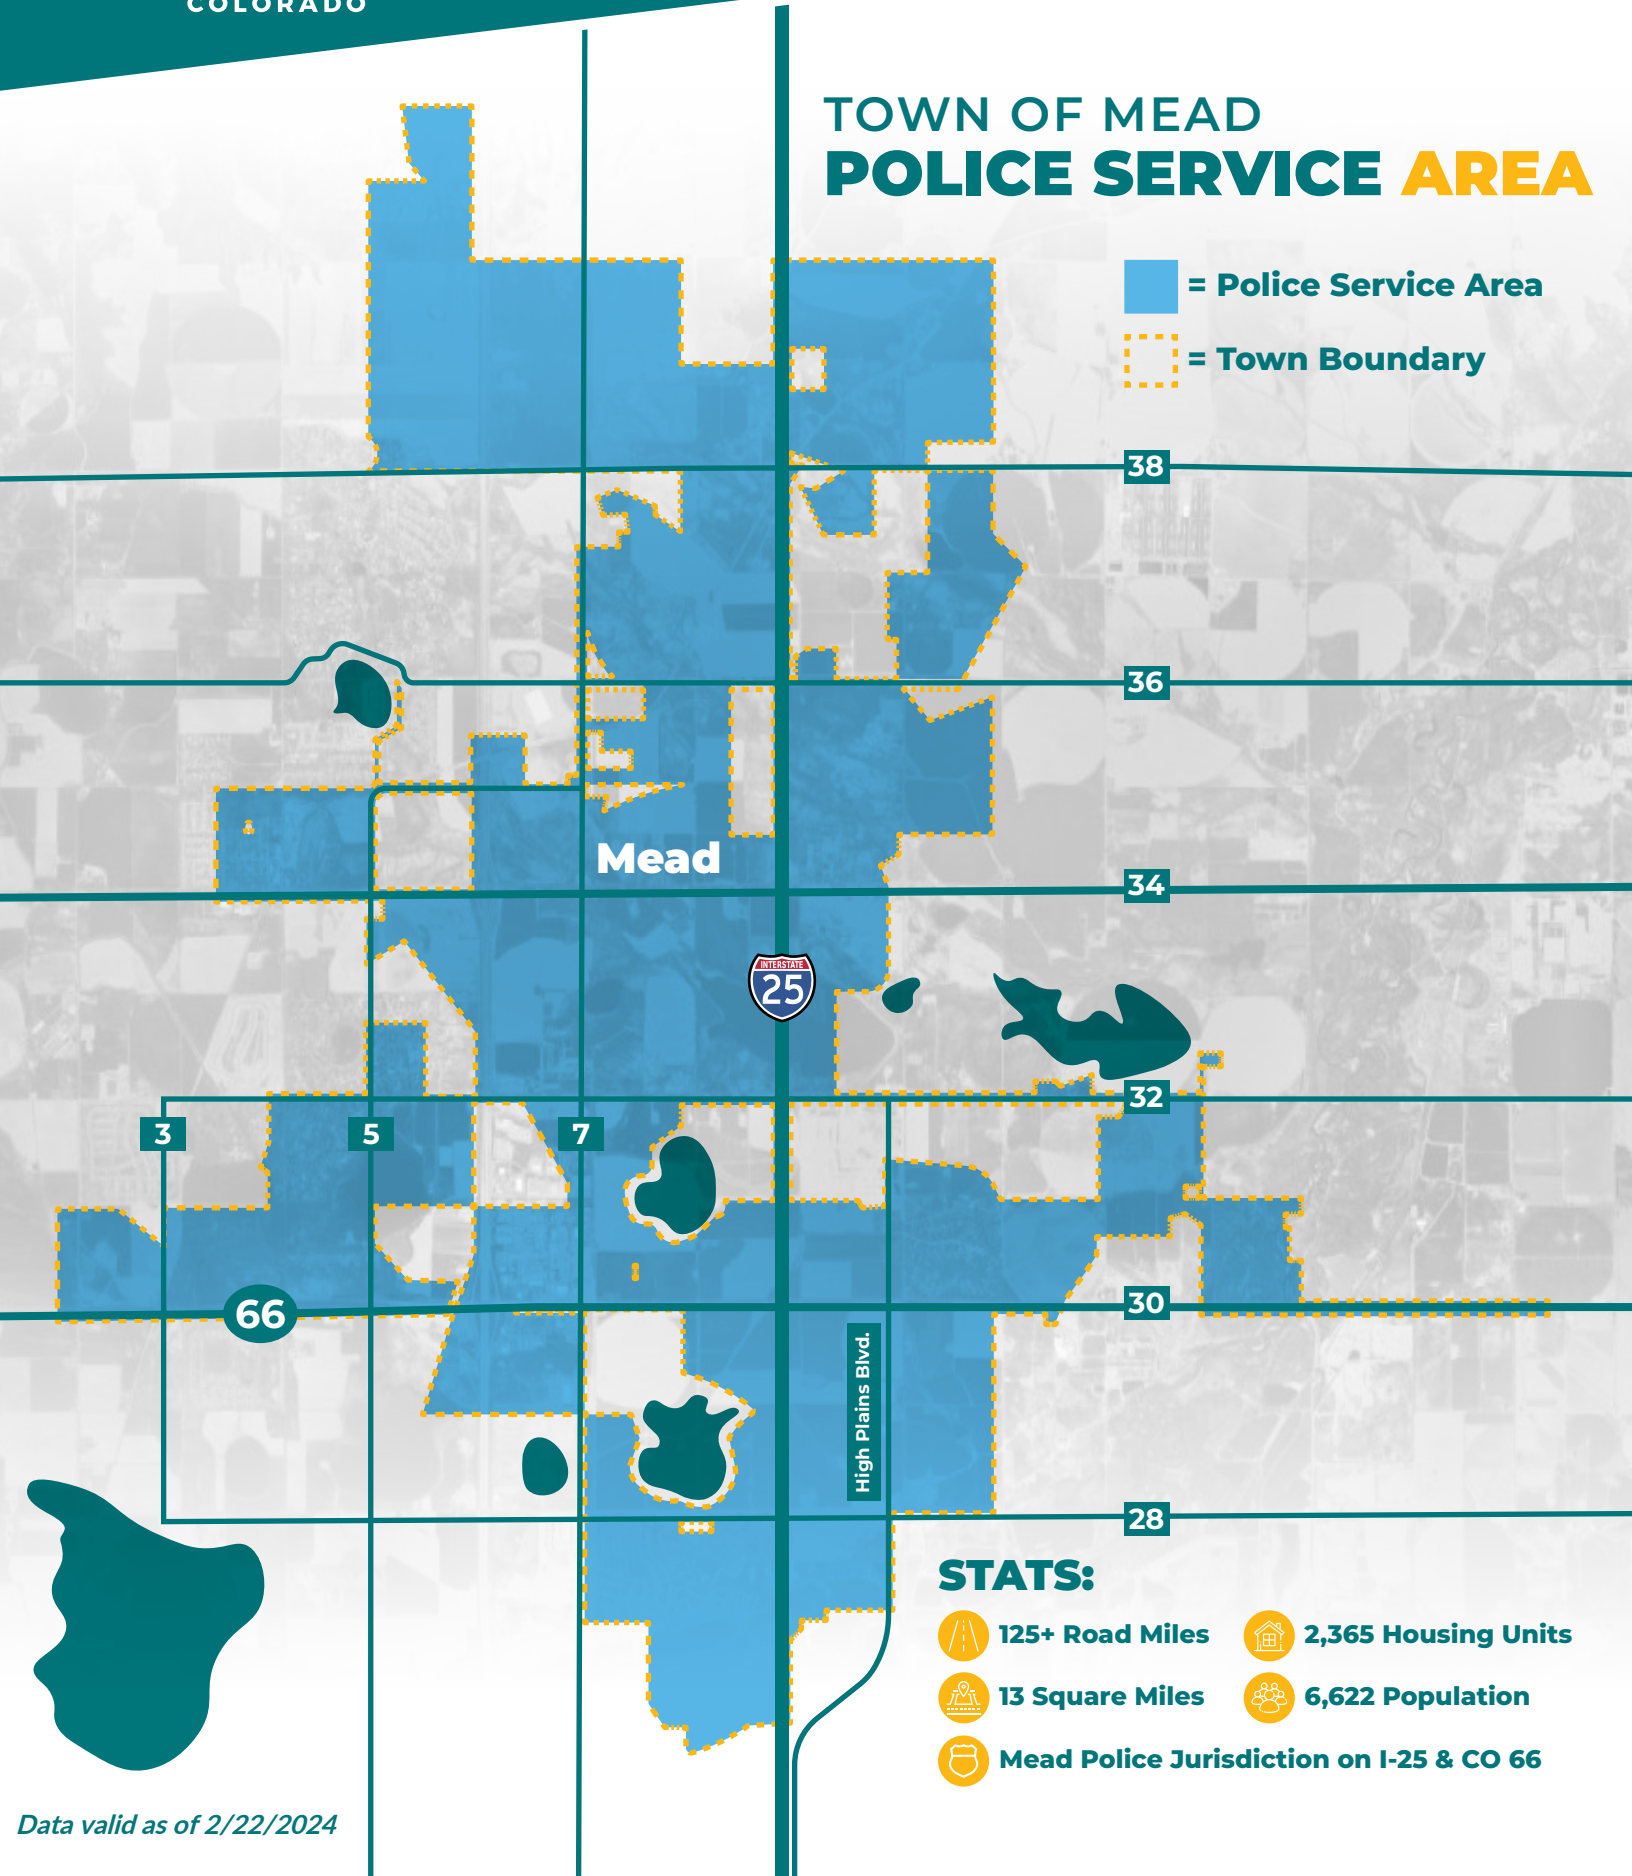 COLORADO
TOWN OF MEAD
POLICE SERVICE AREA
= Police Service Area
= Town Boundary
38
36
34
Mead
INTERSTATE
25
32
3
5
7
66
30
High Plains Blvd.
28
STATS:
125+ Road Miles
2,365 Housing Units
13 Square Miles
6,622 Population
Mead Police Jurisdiction on I-25 & CO 66
Data valid as of 2/22/2024